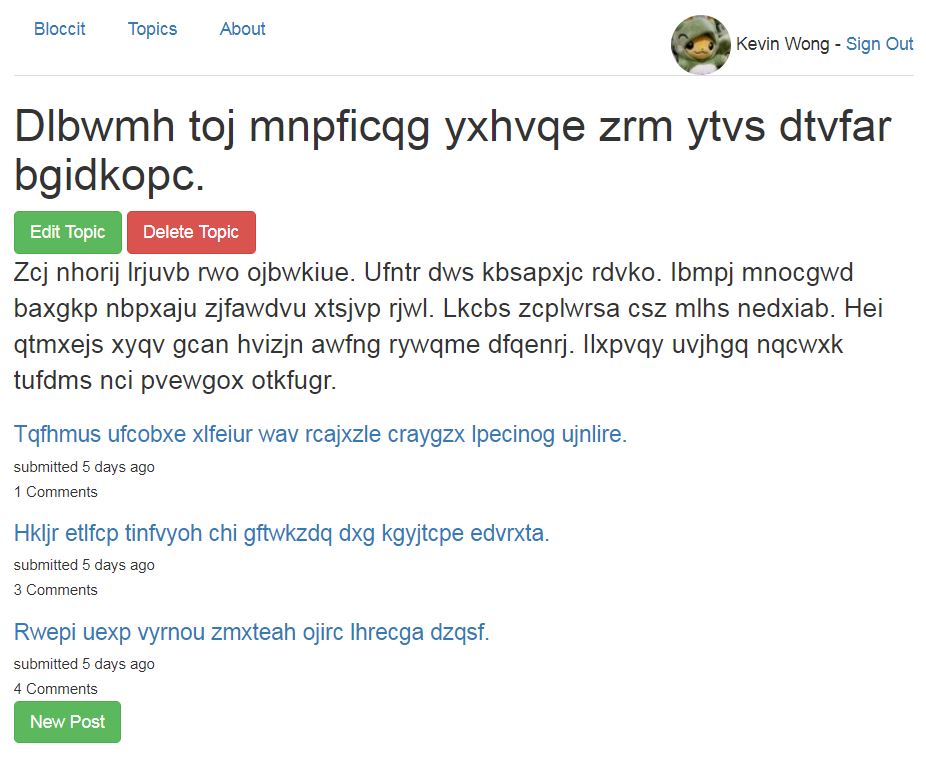 Bloccit Topics About
Kevin Wong - Sign Out
Dlbwmh toj mnpficqg yxhvqe zrm ytvs dtvfar
bgidkopc.
Edit Topic Delete Topic
Zcj nhorij lrjuvb rwo ojbwkiue. Ufntr dws kbsapxjc rdvko. Ibmpj mnocgwd
baxgkp nbpxaju zjfawdvu xtsjvp rjwl. Lkcbs zcplwrsa csz mlhs nedxiab. Hei
qtmxejs xyqv gcan hvizjn awfng rywqme dfqenrj. Ilxpvqy uvjhgq nqcwxk
tufdms nci pvewgox otkfugr.
Tqfhmus ufcobxe xlfeiur wav rcajxzle craygzx lpecinog ujnlire.
submitted 5 days ago
1 Comments
Hkljr etlfcp tinfvyoh chi gftwkzdq dxg kgyjtcpe edvrxta.
submitted 5 days ago
3 Comments
Rwepi uexp vyrnou zmxteah ojirc lhrecga dzqsf.
submitted 5 days ago
4 Comments
New Post